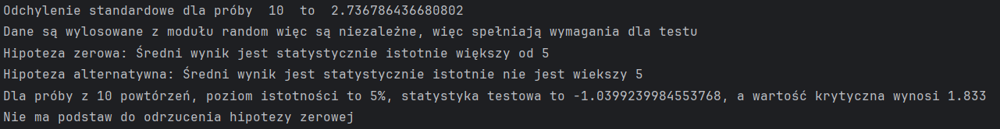 Odchylenie standardowe dla próby  10  to  2.736786436680802
Dane są wylosowane z modułu random więc są niezależne, więc spełniają wymagania dla testu
Hipoteza zerowa: Średni wynik jest statystycznie istotnie większy od 5
Hipoteza alternatywna: Średni wynik jest statystycznie istotnie nie jest wiekszy 5
Dla próby z 10 powtórzeń, poziom istotności to 5%, statystyka testowa to -1.0399239984553768, a wartość krytyczna wynosi 1.833
Nie ma podstaw do odrzucenia hipotezy zerowej